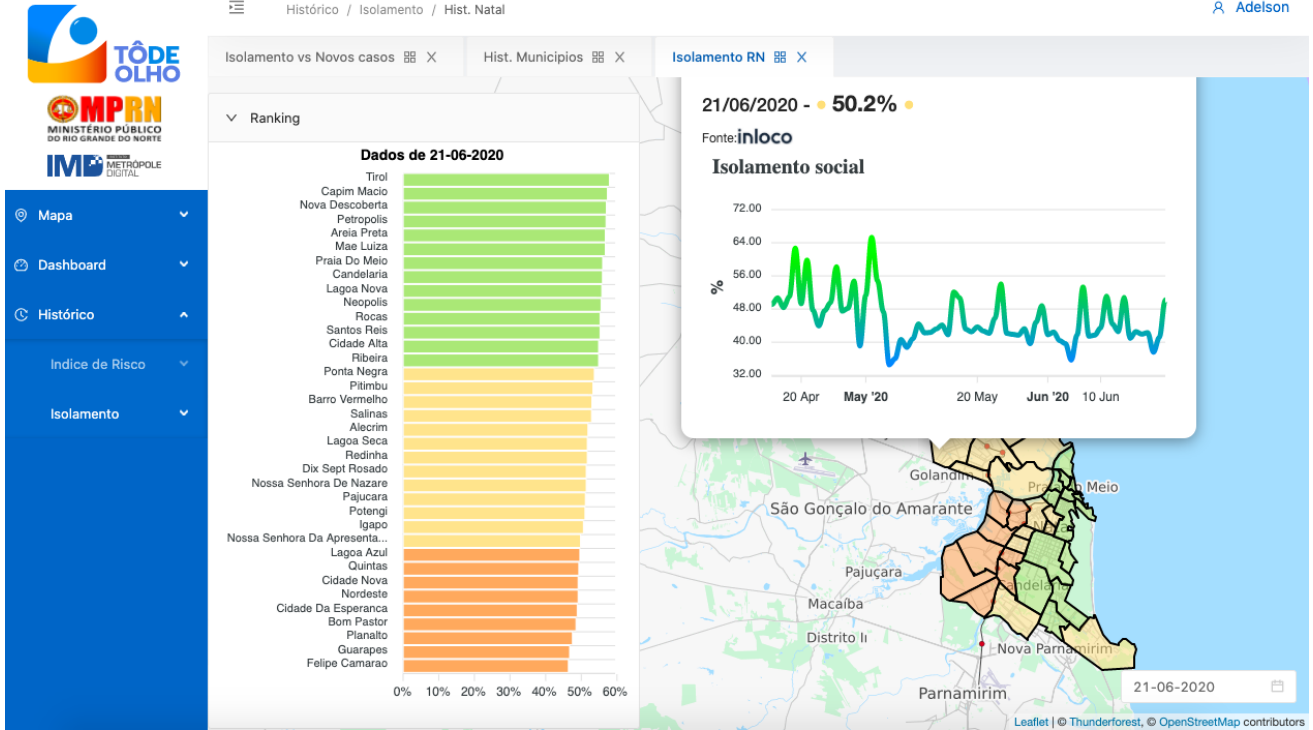 Histórico / Isolamento / Hist. Natal
Adelson
TÔDE
OLHO
MPRN
MINISTÉRIO PÚBLICO
DO RIO GRANDE DO NORTE
IMD
METRÓPOLE
DIGITAL
Mapa
Dashboard
Histórico
Indice de Risco
Isolamento
Isolamento vs Novos casos
Hist. Municipios
Isolamento RN
Ranking
Dados de 21-06-2020
Tirol
Capim Macio
Nova Descoberta
Petropolis
Areia Preta
Mae Luiza
Praia Do Meio
Candelaria
Lagoa Nova
Neopolis
Rocas
Santos Reis
Cidade Alta
Ribeira
Ponta Negra
Pitimbu
Barro Vermelho
Salinas
Alecrim
Lagoa Seca
Redinha
Dix Sept Rosado
Nossa Senhora De Nazare
Pajucara
Potengi
Igapo
Nossa Senhora Da Apresenta...
Lagoa Azul
Quintas
Cidade Nova
Nordeste
Cidade Da Esperanca
Bom Pastor
Planalto
Guarapes
Felipe Camarao
0% 10% 20% 30% 40% 50% 60%
21/06/2020 - 50.2%
Fonte:inloco
Isolamento social
%
72.00
64.00
56.00
48.00
40.00
32.00
20 Apr May '20 20 May Jun '20 10 Jun
Golandim
Meio
São Gonçalo do Amarante
Pajuçara
Macaíba
Distrito II
Nova Parnamirim
Parnamirim
21-06-2020
Leaflet | © Thunderforest, © OpenStreetMap contributors